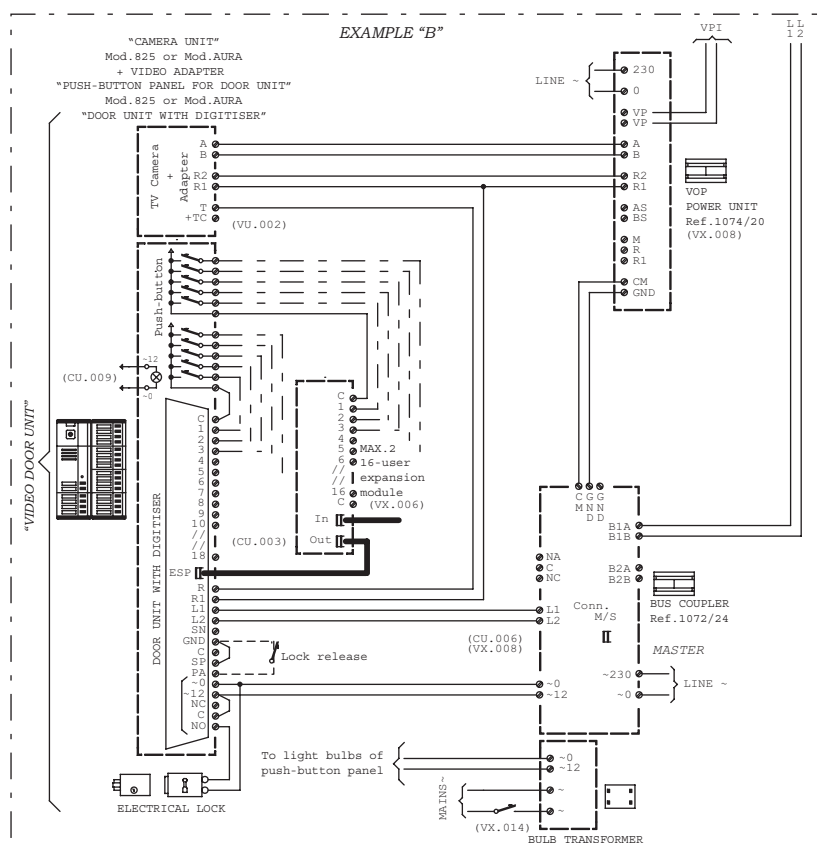 EXAMPLE "B"
"CAMERA UNIT"
Mod.825 or Mod.AURA
+ VIDEO ADAPTER
"PUSH-BUTTON PANEL FOR DOOR UNIT"
Mod.825 or Mod.AURA
"DOOR UNIT WITH DIGITISER"
VPI
L L
1 2
LINE ~
230
0
VP
VP
A
B
R2
R1
AS
BS
M
R
R1
CM
GND
VOP
POWER UNIT
Ref.1074/20
(VX.008)
TV Camera
+
Adapter
A
B
R2
R1
T
+TC
(VU.002)
Push-button
~12
(CU.009)
~0
"VIDEO DOOR UNIT"
DOOR UNIT WITH DIGITISER
C
1
2
3
4
5
6
7
8
9
10
//
//
18
ESP
R
R1
L1
L2
SN
GND
C
SP
PA
~0
~12
NC
C
NO
C
1
2
3
4
5
6
//
//
16
C
MAX.2
16-user
expansion
module
(VX.006)
In
Out
(CU.003)
Lock release
CM
GND
GND
B1A
B1B
NA
C
NC
B2A
B2B
L1
L2
Conn.
M/S
BUS COUPLER
Ref.1072/24
(CU.006)
(VX.008)
MASTER
~230
~0
LINE ~
~0
~12
To light bulbs of
push-button panel
~0
~12
~
~
MAINS~
(VX.014)
BULB TRANSFORMER
ELECTRICAL LOCK